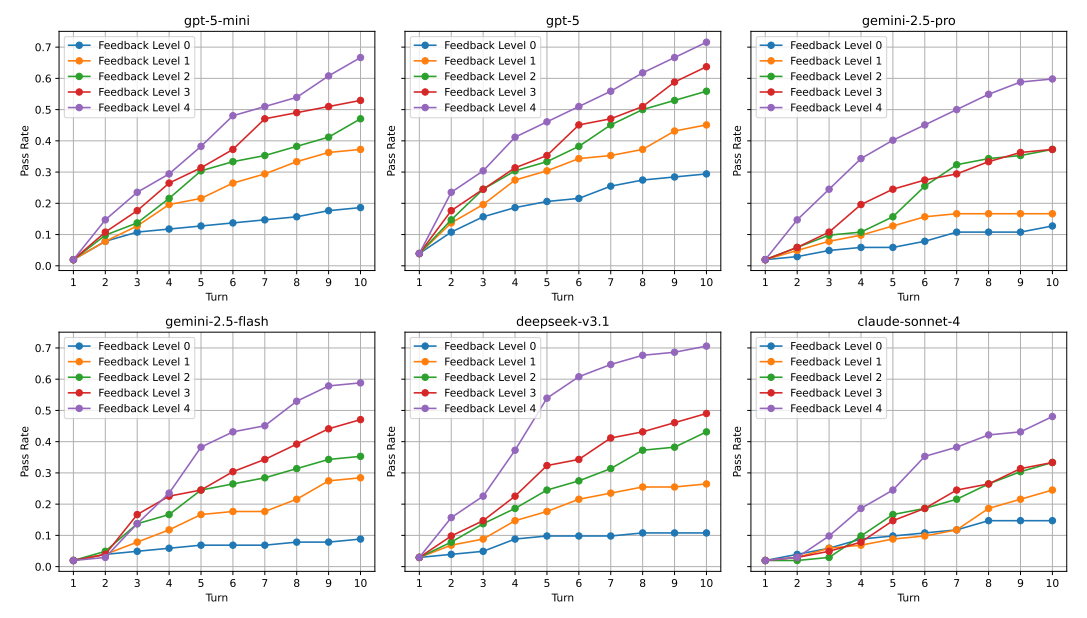 gpt-5-mini
Pass Rate
0.7
0.6
0.5
0.4
0.3
0.2
0.1
0.0
Feedback Level 0
Feedback Level 1
Feedback Level 2
Feedback Level 3
Feedback Level 4
1 2 3 4 5 6 7 8 9 10
Turn
gpt-5
Pass Rate
Feedback Level 0
Feedback Level 1
Feedback Level 2
Feedback Level 3
Feedback Level 4
1 2 3 4 5 6 7 8 9 10
Turn
gemini-2.5-pro
Pass Rate
Feedback Level 0
Feedback Level 1
Feedback Level 2
Feedback Level 3
Feedback Level 4
1 2 3 4 5 6 7 8 9 10
Turn
gemini-2.5-flash
Pass Rate
0.7
0.6
0.5
0.4
0.3
0.2
0.1
0.0
Feedback Level 0
Feedback Level 1
Feedback Level 2
Feedback Level 3
Feedback Level 4
1 2 3 4 5 6 7 8 9 10
Turn
deepseek-v3.1
Pass Rate
Feedback Level 0
Feedback Level 1
Feedback Level 2
Feedback Level 3
Feedback Level 4
1 2 3 4 5 6 7 8 9 10
Turn
claude-sonnet-4
Pass Rate
Feedback Level 0
Feedback Level 1
Feedback Level 2
Feedback Level 3
Feedback Level 4
1 2 3 4 5 6 7 8 9 10
Turn